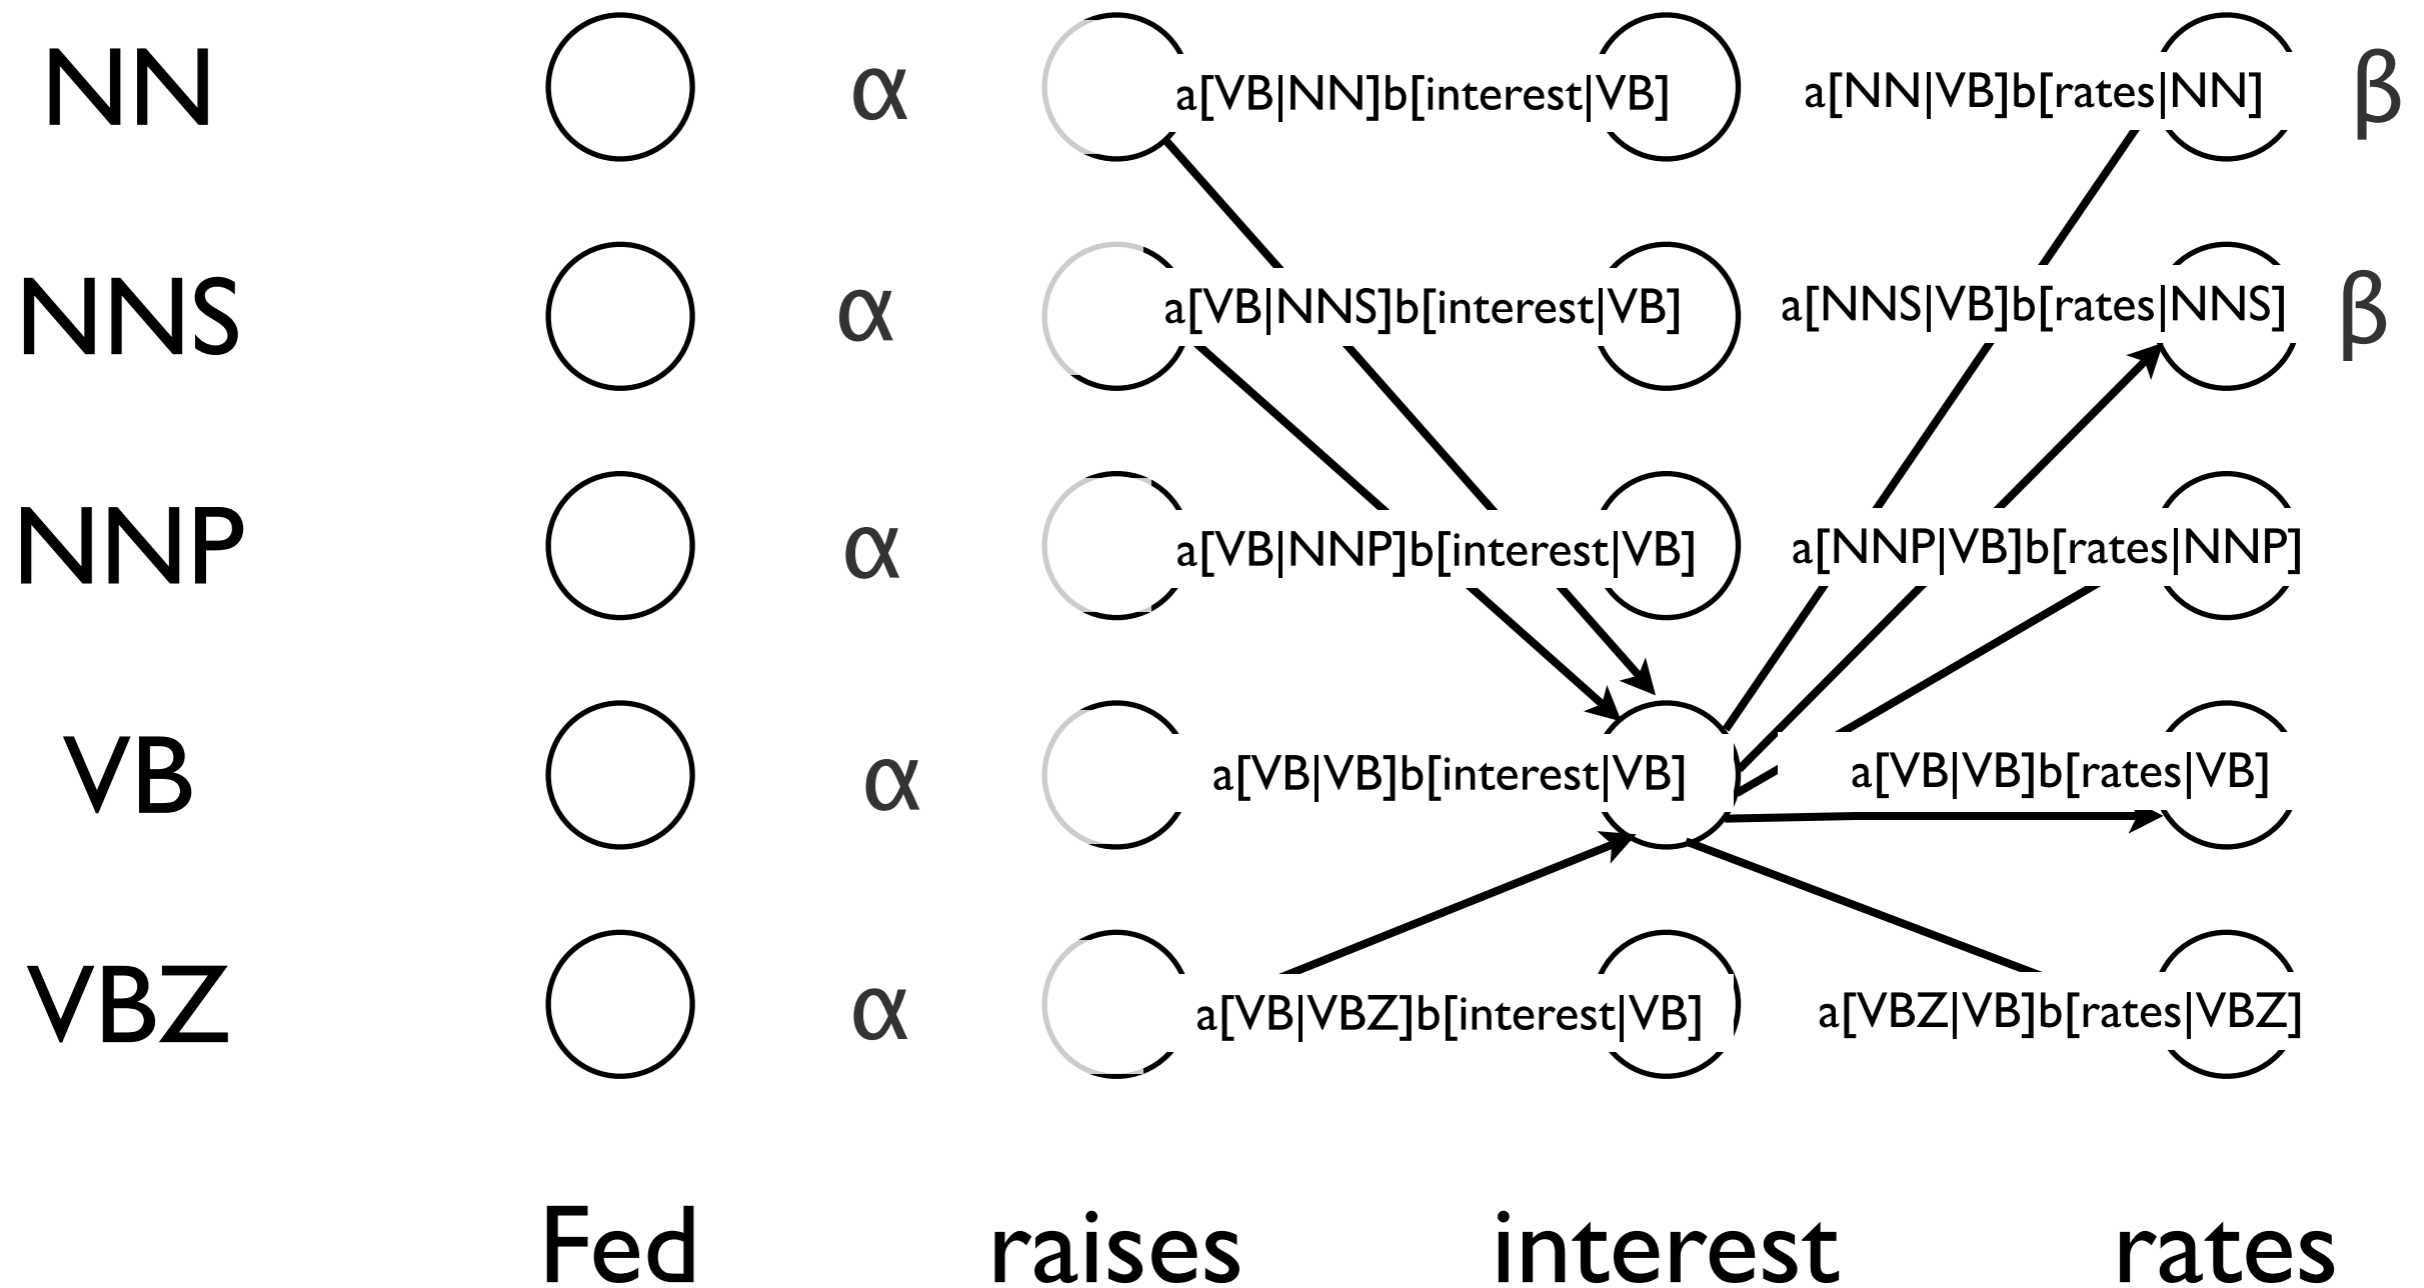 NN α a[VB|NN]b[interest|VB] a[NN|VB]b[rates|NN] β
NNS α a[VB|NNS]b[interest|VB] a[NNS|VB]b[rates|NNS] β
NNP α a[VB|NNP]b[interest|VB] a[NNP|VB]b[rates|NNP]
VB α a[VB|VB]b[interest|VB] a[VB|VB]b[rates|VB]
VBZ α a[VB|VBZ]b[interest|VB] a[VBZ|VB]b[rates|VBZ]
Fed raises interest rates